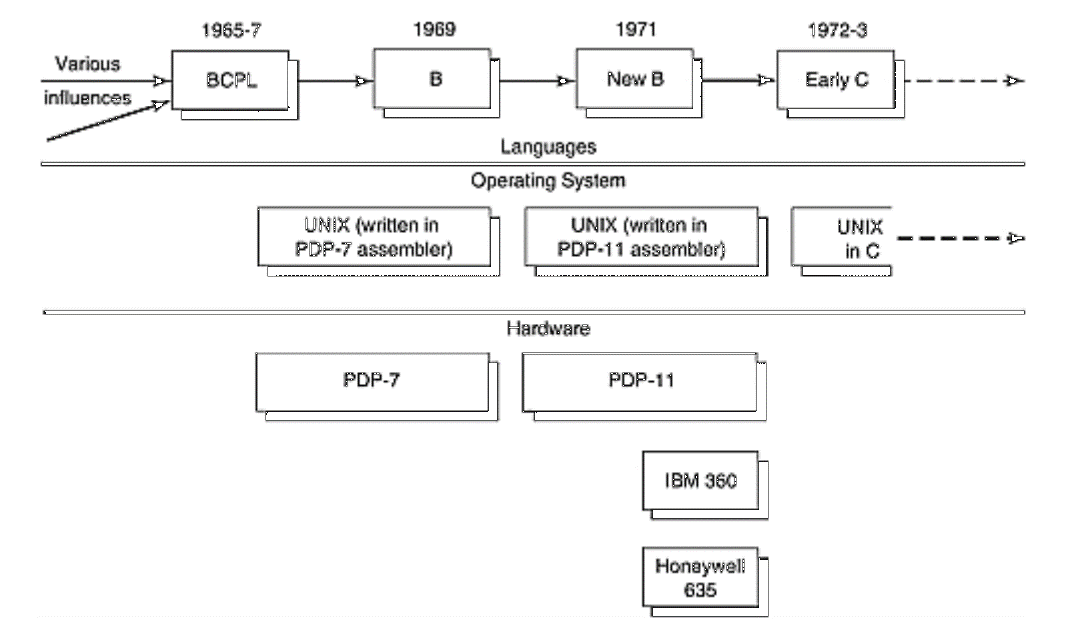 1965-7
1969
1971
1972-3
Various
influences
BCPL
B
New B
Early C
Languages
Operating System
UNIX (written in
PDP-7 assembler)
UNIX (written in
PDP-11 assembler)
UNIX
in C
Hardware
PDP-7
PDP-11
IBM 360
Honaywell
635